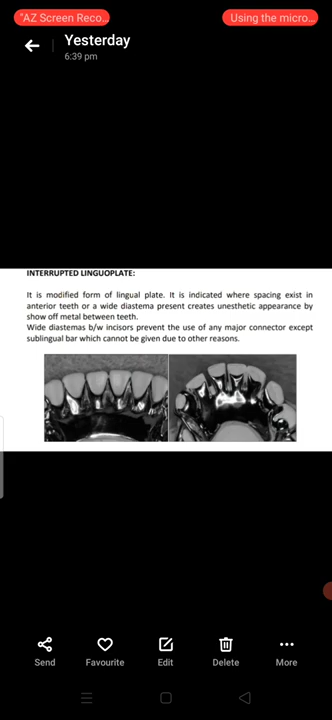 "AZ Screen Reco...
Using the micro...
Yesterday
6:39 pm
INTERRUPTED LINGUOPLATE:
It is modified form of lingual plate. It is indicated where spacing exist in
anterior teeth or a wide diastema present creates unesthetic appearance by
show off metal between teeth.
Wide diastemas b/w incisors prevent the use of any major connector except
sublingual bar which cannot be given due to other reasons.
Send
Favourite
Edit
Delete
More